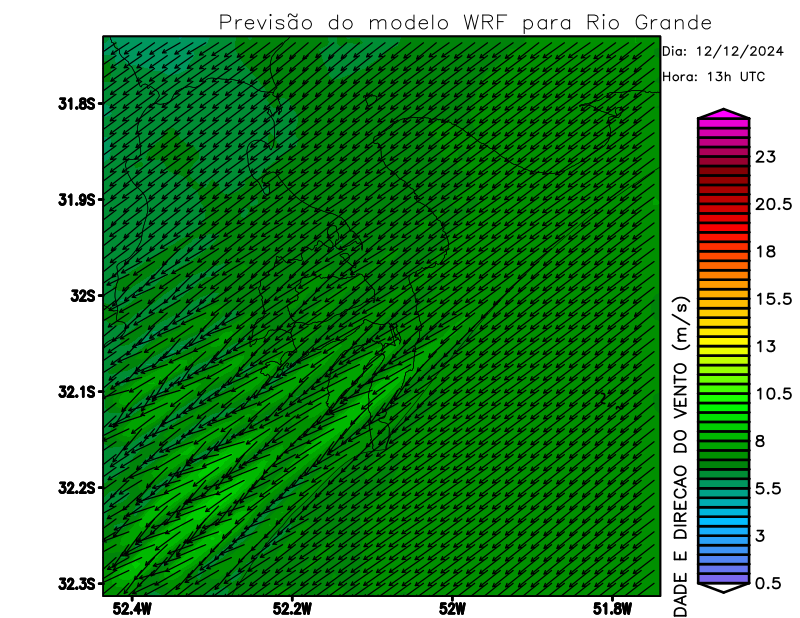 Previsão do modelo WRF para Rio Grande
Dia: 12/12/2024
Hora: 13h UTC
31.8S
31.9S
32S
32.1S
32.2S
32.3S
52.4W
52.2W
52W
51.8W
23
20.5
18
15.5
13
10.5
8
5.5
3
0.5
DADE E DIRECAO DO VENTO (m/s)